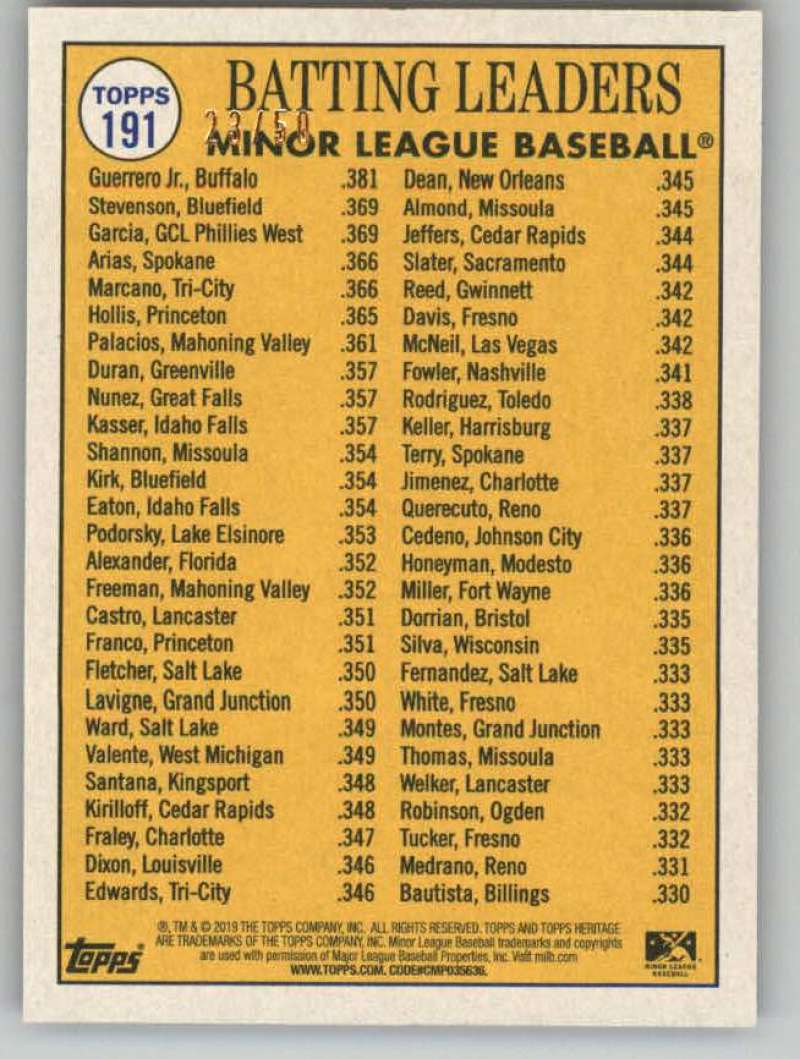 TOPPS
191
BATTING LEADERS
23/50
MINOR LEAGUE BASEBALL®
Guerrero Jr., Buffalo .381
Stevenson, Bluefield .369
Garcia, GCL Phillies West .369
Arias, Spokane .366
Marcano, Tri-City .366
Hollis, Princeton .365
Palacios, Mahoning Valley .361
Duran, Greenville .357
Nunez, Great Falls .357
Kasser, Idaho Falls .357
Shannon, Missoula .354
Kirk, Bluefield .354
Eaton, Idaho Falls .354
Podorsky, Lake Elsinore .353
Alexander, Florida .352
Freeman, Mahoning Valley .352
Castro, Lancaster .351
Franco, Princeton .351
Fletcher, Salt Lake .350
Lavigne, Grand Junction .350
Ward, Salt Lake .349
Valente, West Michigan .349
Santana, Kingsport .348
Kirilloff, Cedar Rapids .348
Fraley, Charlotte .347
Dixon, Louisville .346
Edwards, Tri-City .346
Dean, New Orleans .345
Almond, Missoula .345
Jeffers, Cedar Rapids .344
Slater, Sacramento .344
Reed, Gwinnett .342
Davis, Fresno .342
McNeil, Las Vegas .342
Fowler, Nashville .341
Rodriguez, Toledo .338
Keller, Harrisburg .337
Terry, Spokane .337
Jimenez, Charlotte .337
Querecuto, Reno .337
Cedeno, Johnson City .336
Honeyman, Modesto .336
Miller, Fort Wayne .336
Dorrian, Bristol .335
Silva, Wisconsin .335
Fernandez, Salt Lake .333
White, Fresno .333
Montes, Grand Junction .333
Thomas, Missoula .333
Welker, Lancaster .333
Robinson, Ogden .332
Tucker, Fresno .332
Medrano, Reno .331
Bautista, Billings .330
®, TM & © 2019 THE TOPPS COMPANY, INC. ALL RIGHTS RESERVED. TOPPS AND TOPPS HERITAGE
ARE TRADEMARKS OF THE TOPPS COMPANY, INC. Minor League Baseball trademarks and copyrights
are used with permission of Major League Baseball Properties, Inc. Visit milb.com
WWW.TOPPS.COM. CODE#CMP035636.
Topps®
MINOR LEAGUE
BASEBALL